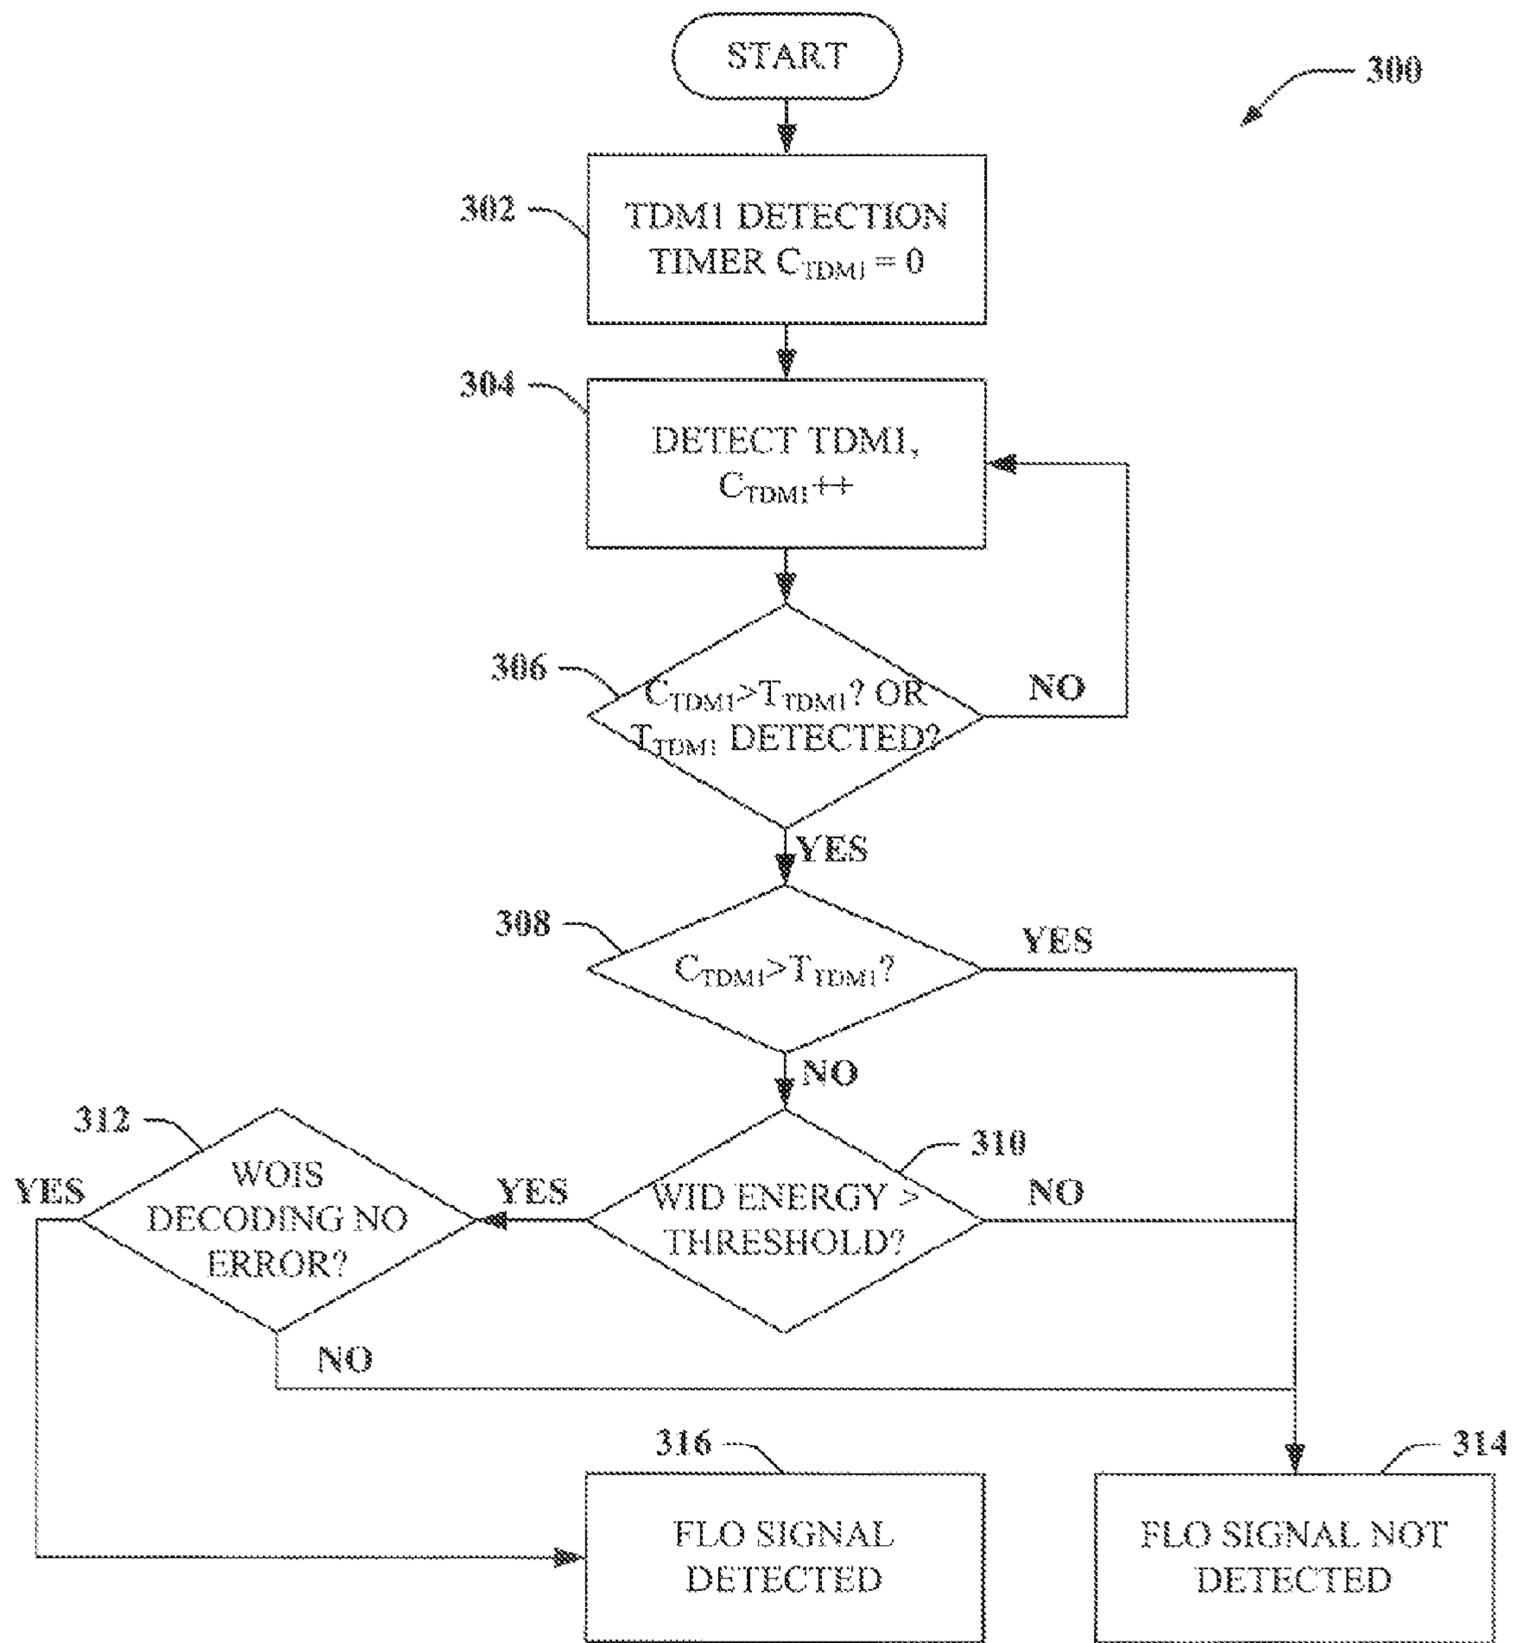 START
300
302
TDM1 DETECTION
TIMER C_TDM1 = 0
304
DETECT TDM1,
C_TDM1++
306
C_TDM1>T_TDM1? OR
T_TDM1 DETECTED?
NO
YES
308
C_TDM1>T_TDM1?
YES
NO
312
310
YES
WOIS
DECODING NO
ERROR?
YES
WID ENERGY >
THRESHOLD?
NO
NO
316
314
FLO SIGNAL
DETECTED
FLO SIGNAL NOT
DETECTED